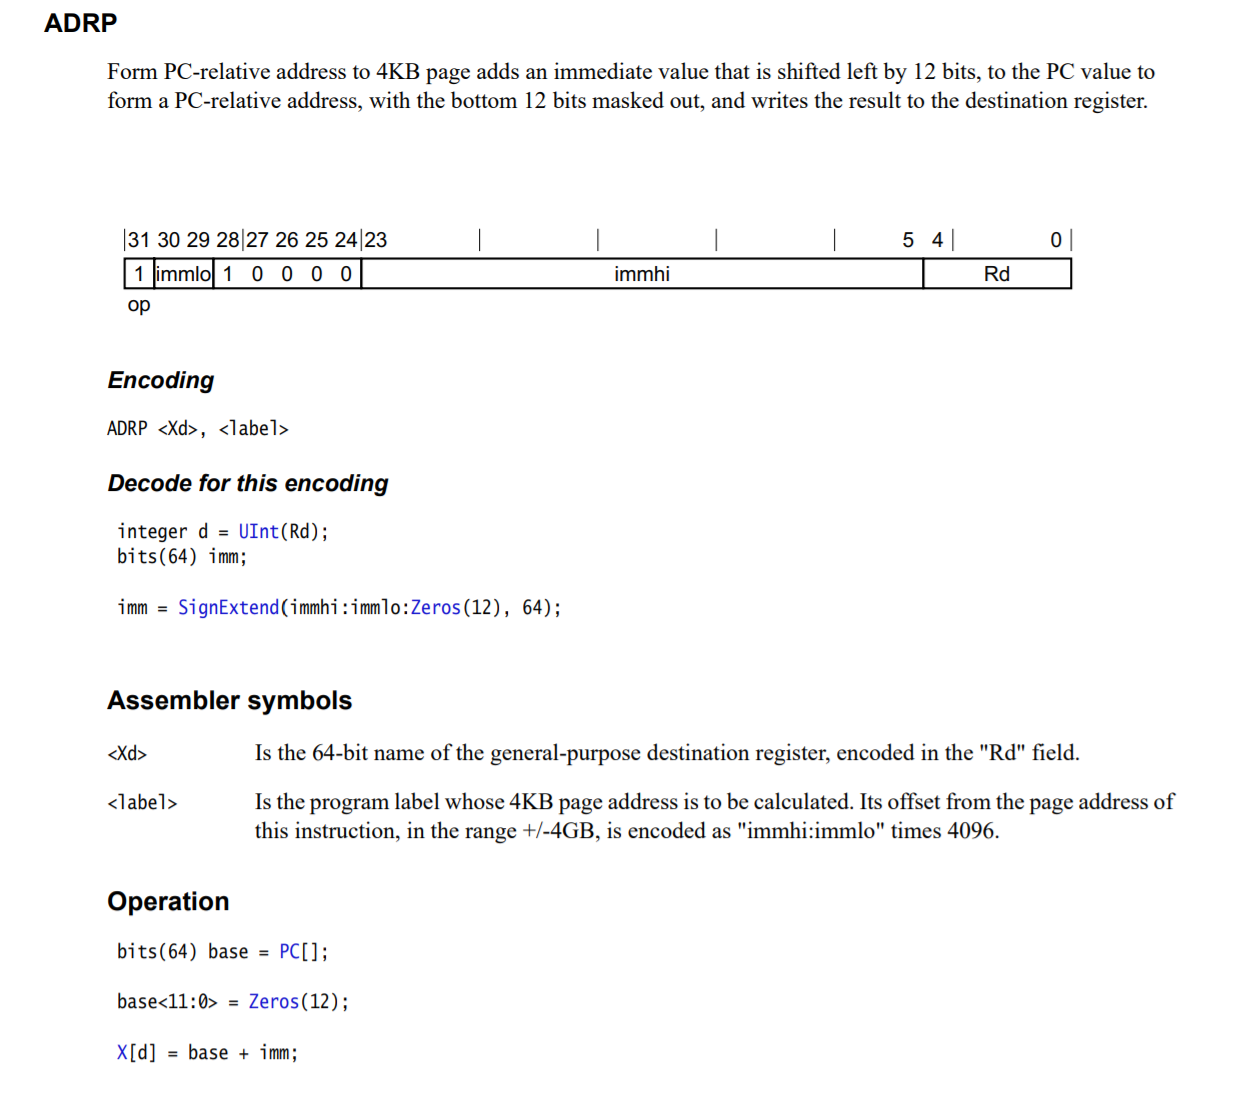 ADRP
Form PC-relative address to 4KB page adds an immediate value that is shifted left by 12 bits, to the PC value to
form a PC-relative address, with the bottom 12 bits masked out, and writes the result to the destination register.
|31 30 29 28|27 26 25 24|23 | | | | 5 4| 0|
1 immlo 1 0 0 0 0 immhi Rd
op
Encoding
ADRP <Xd>, <label>
Decode for this encoding
integer d = UInt(Rd);
bits(64) imm;
imm = SignExtend(immhi:immlo:Zeros(12), 64);
Assembler symbols
<Xd> Is the 64-bit name of the general-purpose destination register, encoded in the "Rd" field.
<label> Is the program label whose 4KB page address is to be calculated. Its offset from the page address of
this instruction, in the range +/-4GB, is encoded as "immhi:immlo" times 4096.
Operation
bits(64) base = PC[];
base<11:0> = Zeros(12);
X[d] = base + imm;